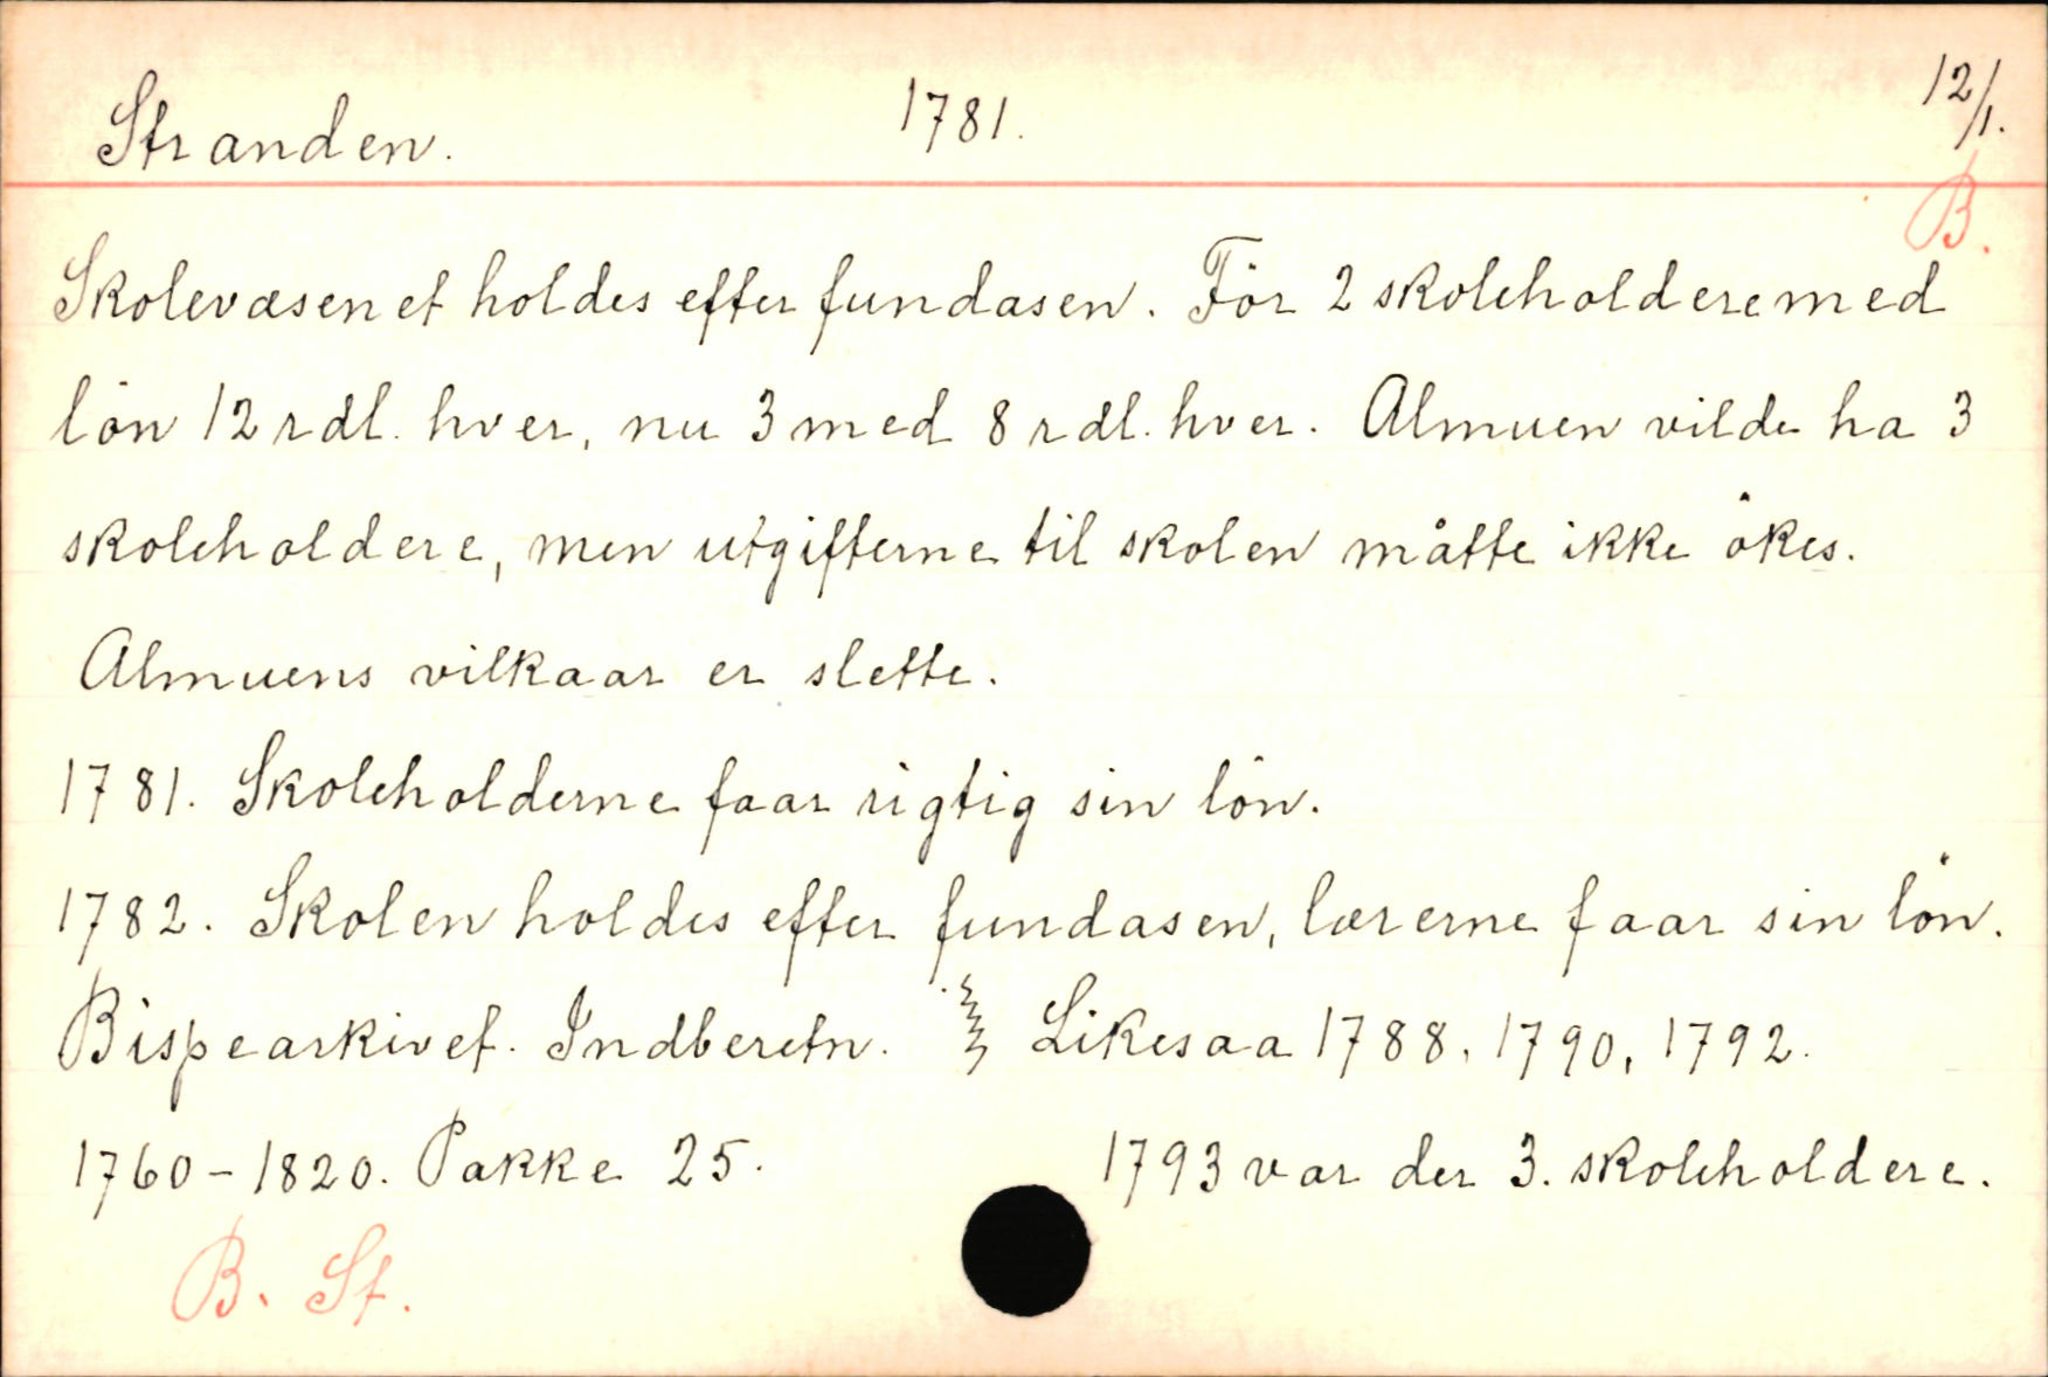 Stranden. 1781. 12/1.
B.
Skolevæsenet holdes efter fundasen. Før 2 skoleholdere med
lön 12 rdl. hver, nu 3 med 8 rdl. hver. Almuen vilde ha 3
skoleholdere, men utgifterne til skolen måtte ikke ökes.
Almuens vilkaar er slette.
1781. Skoleholderne faar rigtig sin lön.
1782. Skolen holdes efter fundasen, lærerne faar sin lön.
Bispearkivet. Indberetn. Likesaa 1788, 1790, 1792.
1760-1820. Pakke 25. 1793 var der 3. skoleholdere.
B. St.